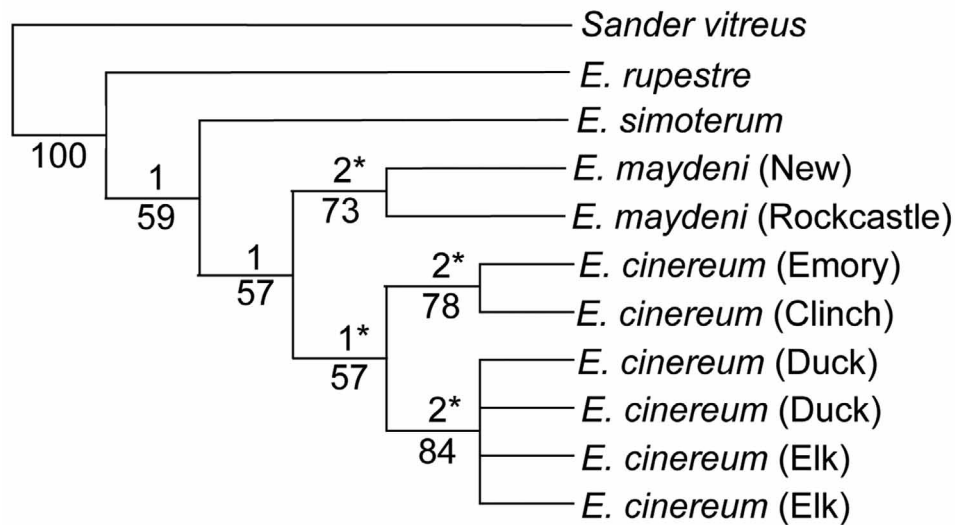 Sander vitreus
E. rupestre
100
E. simoterum
1
59
2*
E. maydeni (New)
73
E. maydeni (Rockcastle)
1
57
2*
E. cinereum (Emory)
78
E. cinereum (Clinch)
1*
57
E. cinereum (Duck)
2*
E. cinereum (Duck)
84
E. cinereum (Elk)
E. cinereum (Elk)